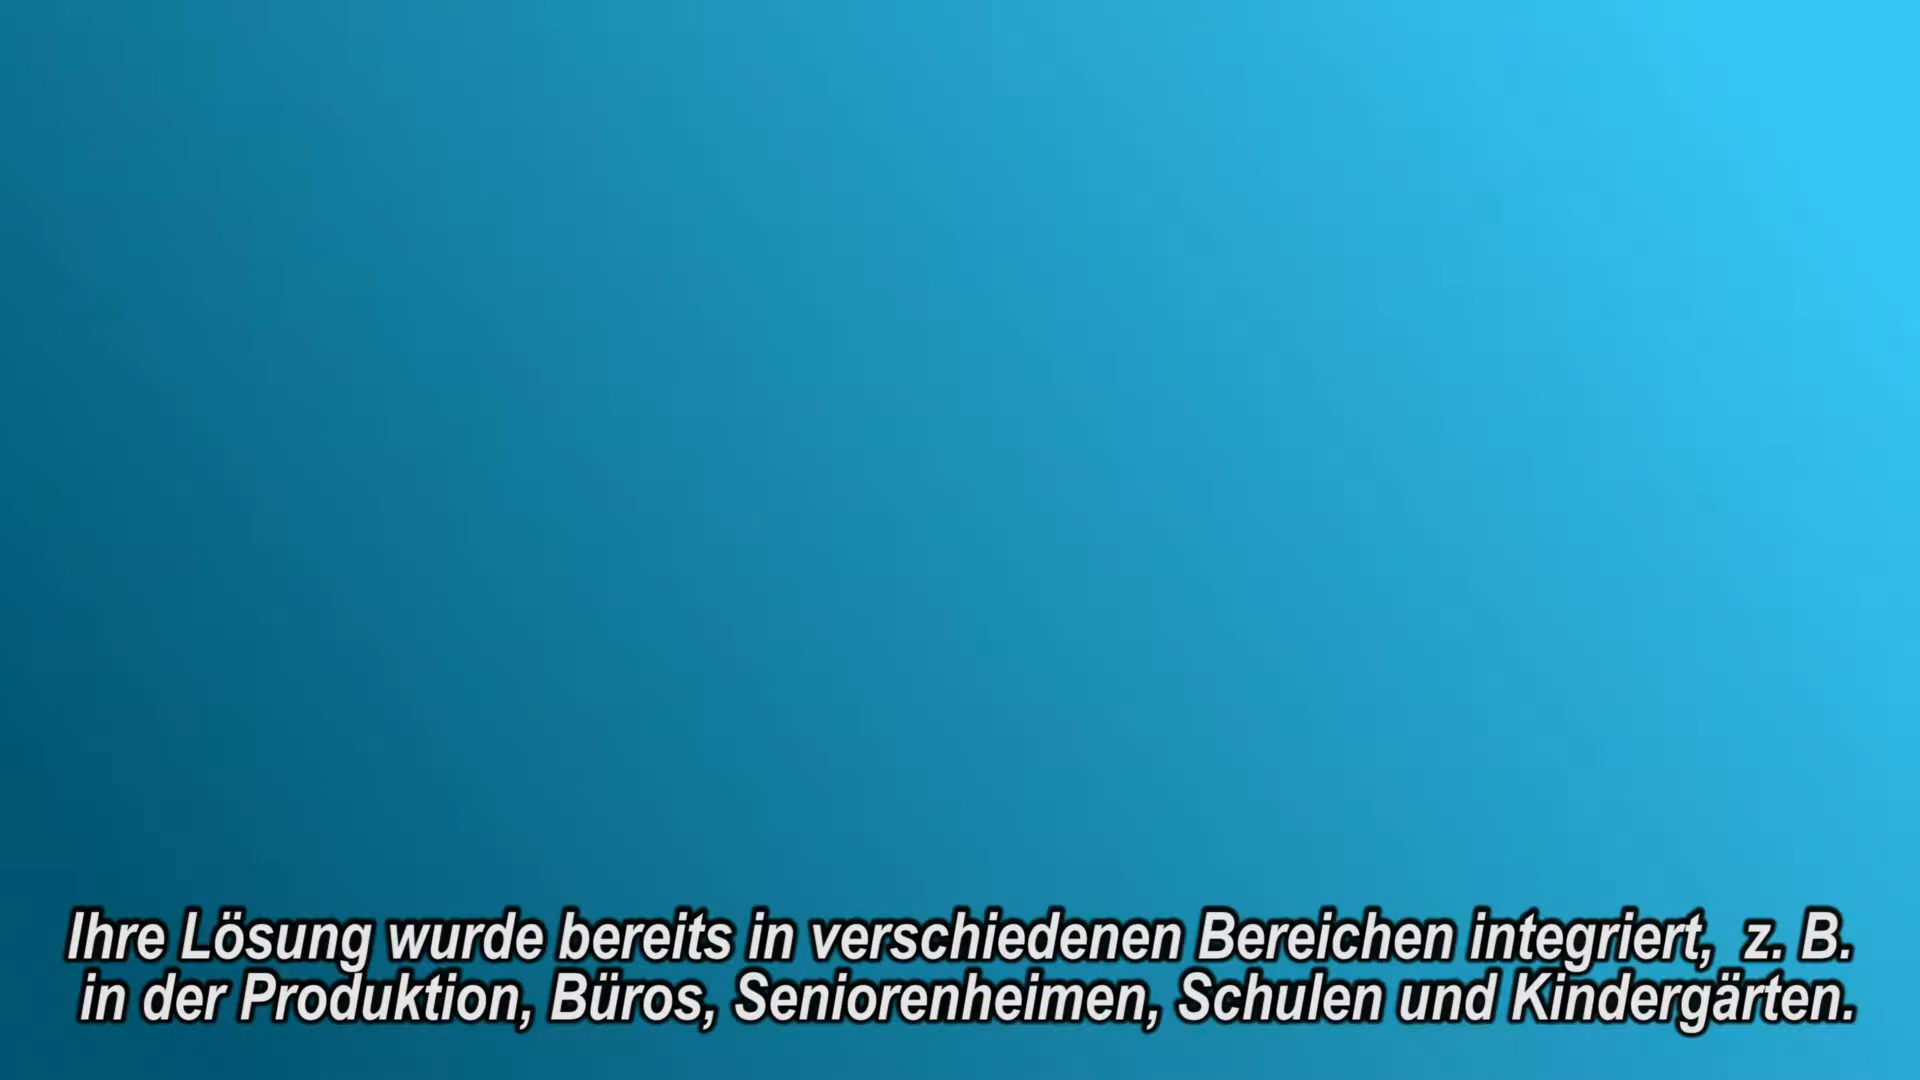 Ihre Lösung wurde bereits in verschiedenen Bereichen integriert,  z. B.
in der Produktion, Büros, Seniorenheimen, Schulen und Kindergärten.